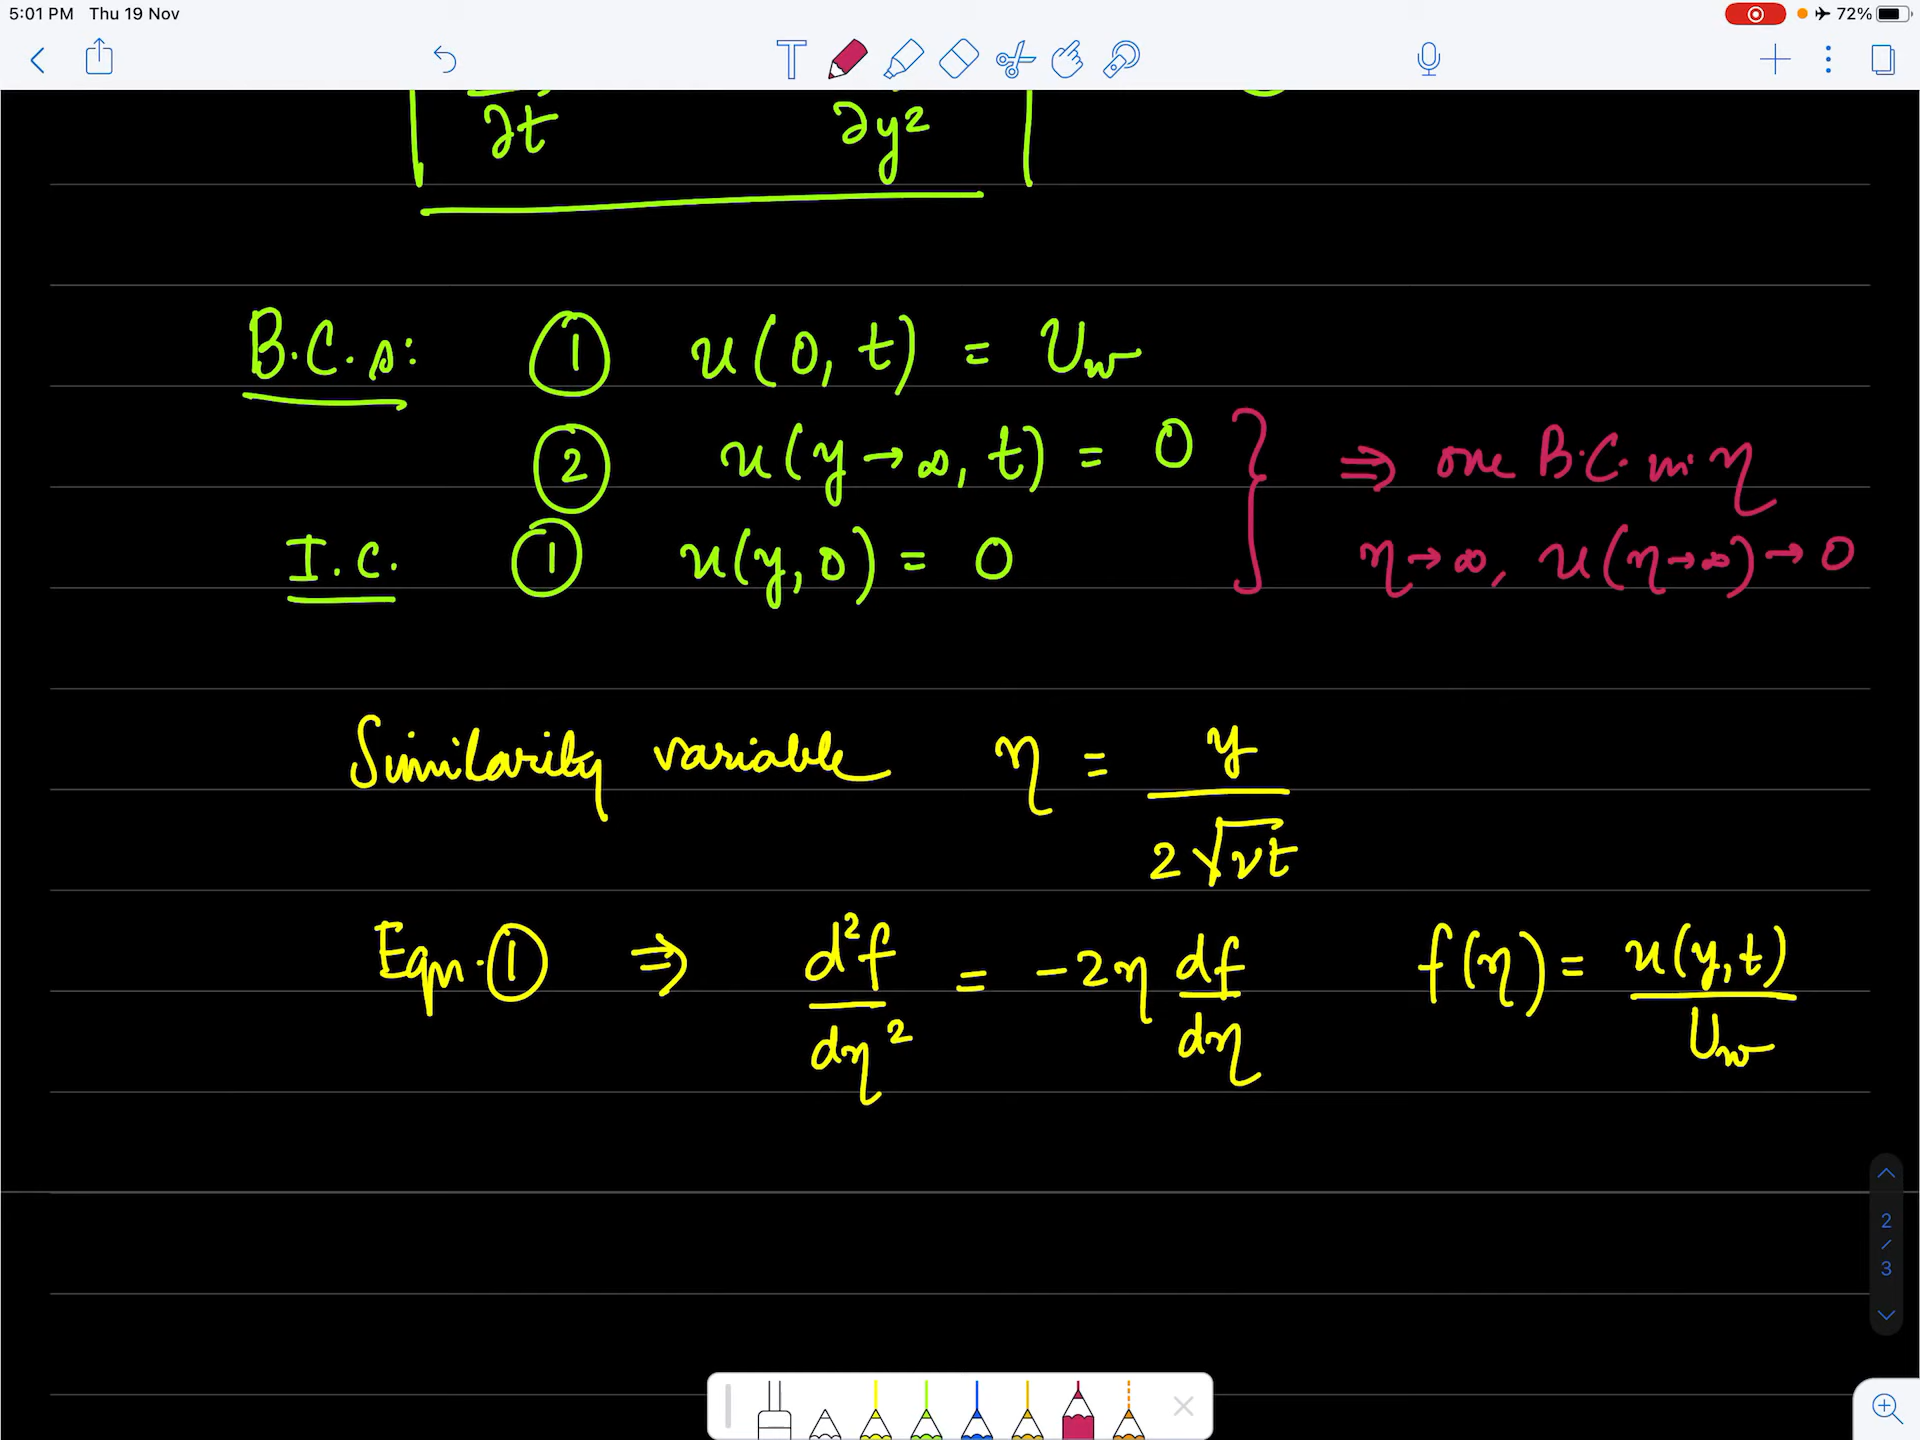 5:01 PM Thu 19 Nov
72%
∂t ∂y²
B.C.s: ① u(0, t) = U_w
② u(y→∞, t) = 0 } ⇒ one B.C. in η
I.C. ① u(y, 0) = 0 η→∞, u(η→∞)→0
Similarity variable η = y / 2√νt
Eqn. ① ⇒ d²f/dη² = -2η df/dη f(η) = u(y,t)/U_w
2
/
3